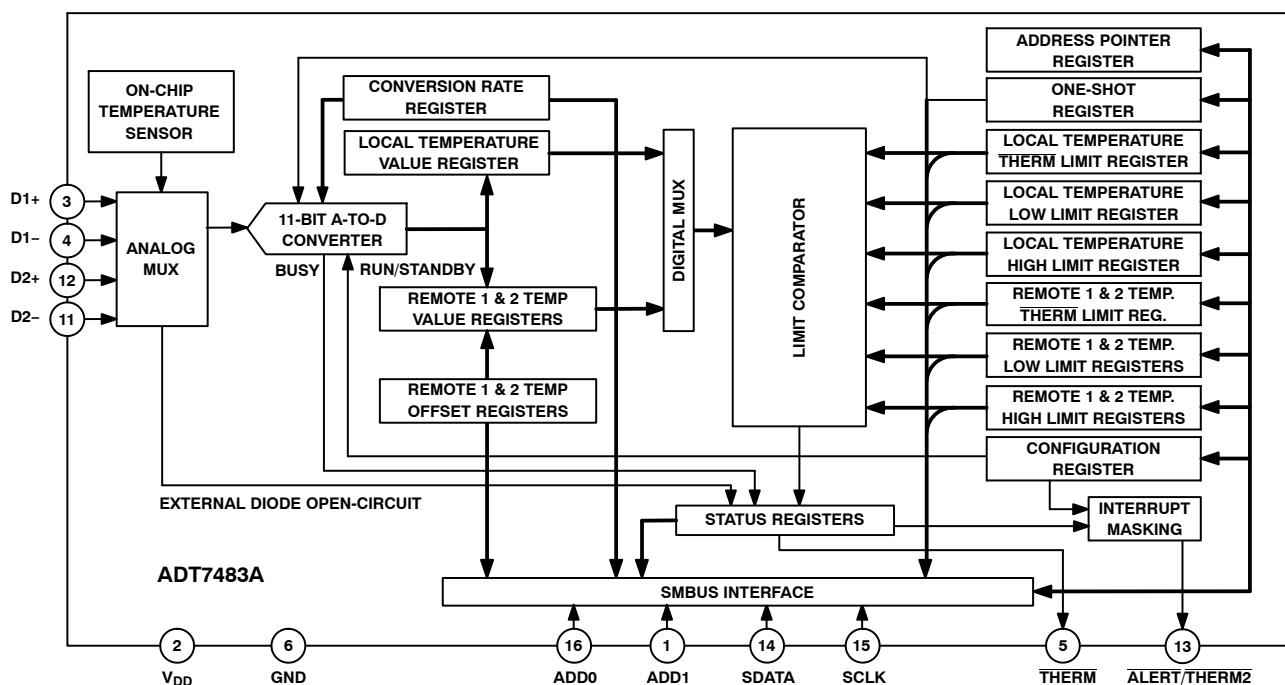 ADDRESS POINTER
REGISTER
ON-CHIP
TEMPERATURE
SENSOR
CONVERSION RATE
REGISTER
ONE-SHOT
REGISTER
LOCAL TEMPERATURE
VALUE REGISTER
LOCAL TEMPERATURE
THERM LIMIT REGISTER
D1+
3
D1−
4
D2+
12
D2−
11
ANALOG
MUX
11-BIT A-TO-D
CONVERTER
BUSY
RUN/STANDBY
DIGITAL MUX
LIMIT COMPARATOR
LOCAL TEMPERATURE
LOW LIMIT REGISTER
LOCAL TEMPERATURE
HIGH LIMIT REGISTER
REMOTE 1 & 2 TEMP
VALUE REGISTERS
REMOTE 1 & 2 TEMP.
THERM LIMIT REG.
REMOTE 1 & 2 TEMP.
LOW LIMIT REGISTERS
REMOTE 1 & 2 TEMP
OFFSET REGISTERS
REMOTE 1 & 2 TEMP.
HIGH LIMIT REGISTERS
CONFIGURATION
REGISTER
EXTERNAL DIODE OPEN-CIRCUIT
STATUS REGISTERS
INTERRUPT
MASKING
ADT7483A
SMBUS INTERFACE
2
6
16
1
14
15
5
13
VDD
GND
ADD0
ADD1
SDATA
SCLK
THERM
ALERT/THERM2